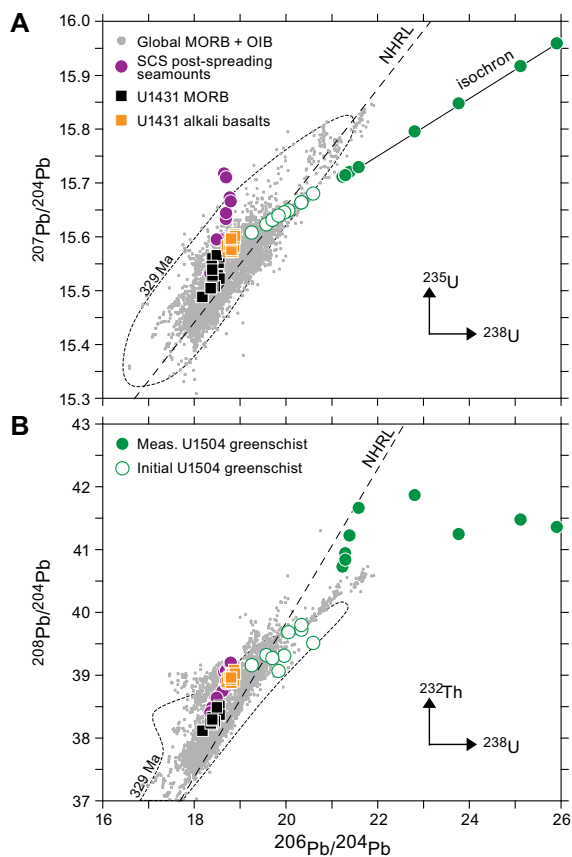 A
16.0
15.9
15.8
15.7
15.6
15.5
15.4
15.3
207Pb/204Pb
Global MORB + OIB
SCS post-spreading
seamounts
U1431 MORB
U1431 alkali basalts
NHRL
isochron
329 Ma
235U
238U
B
43
42
41
40
39
38
37
208Pb/204Pb
Meas. U1504 greenschist
Initial U1504 greenschist
NHRL
329 Ma
232Th
238U
16 18 20 22 24 26
206Pb/204Pb